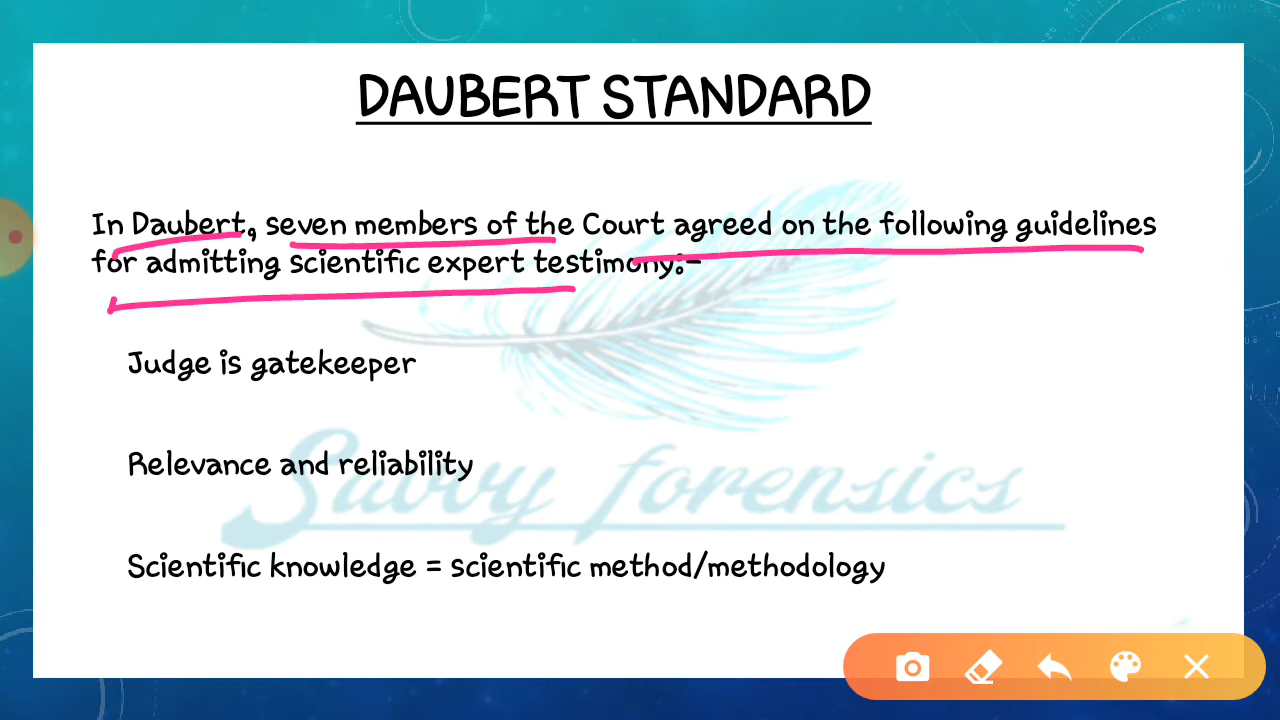 DAUBERT STANDARD
In Daubert, seven members of the Court agreed on the following guidelines
for admitting scientific expert testimony:-
Judge is gatekeeper
Relevance and reliability
Savvy forensics
Scientific knowledge = scientific method/methodology